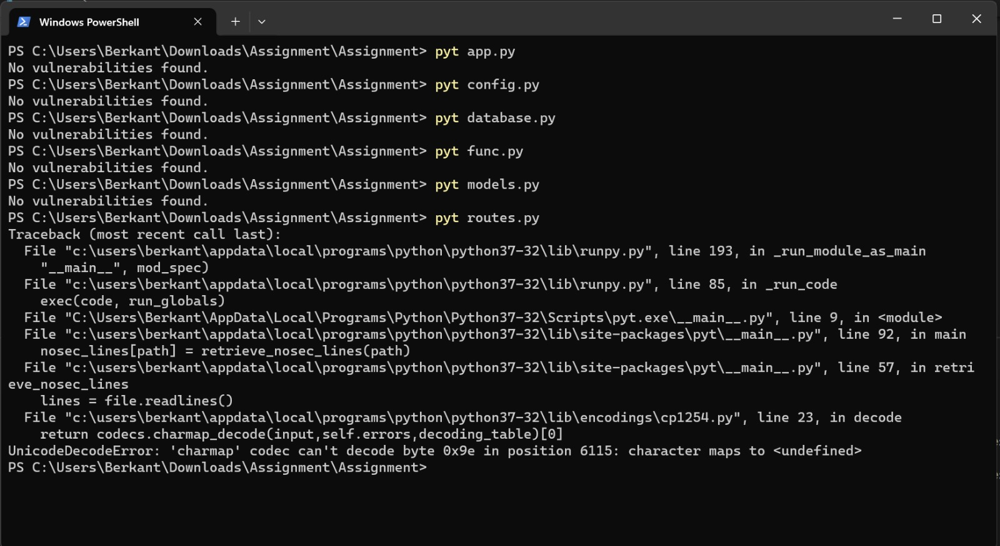 Windows PowerShell
PS C:\Users\Berkant\Downloads\Assignment\Assignment> pyt app.py
No vulnerabilities found.
PS C:\Users\Berkant\Downloads\Assignment\Assignment> pyt config.py
No vulnerabilities found.
PS C:\Users\Berkant\Downloads\Assignment\Assignment> pyt database.py
No vulnerabilities found.
PS C:\Users\Berkant\Downloads\Assignment\Assignment> pyt func.py
No vulnerabilities found.
PS C:\Users\Berkant\Downloads\Assignment\Assignment> pyt models.py
No vulnerabilities found.
PS C:\Users\Berkant\Downloads\Assignment\Assignment> pyt routes.py
Traceback (most recent call last):
  File "c:\users\berkant\appdata\local\programs\python\python37-32\lib\runpy.py", line 193, in _run_module_as_main
    "__main__", mod_spec)
  File "c:\users\berkant\appdata\local\programs\python\python37-32\lib\runpy.py", line 85, in _run_code
    exec(code, run_globals)
  File "C:\Users\Berkant\AppData\Local\Programs\Python\Python37-32\Scripts\pyt.exe\__main__.py", line 9, in <module>
  File "c:\users\berkant\appdata\local\programs\python\python37-32\lib\site-packages\pyt\__main__.py", line 92, in main
    nosec_lines[path] = retrieve_nosec_lines(path)
  File "c:\users\berkant\appdata\local\programs\python\python37-32\lib\site-packages\pyt\__main__.py", line 57, in retri
eve_nosec_lines
    lines = file.readlines()
  File "c:\users\berkant\appdata\local\programs\python\python37-32\lib\encodings\cp1254.py", line 23, in decode
    return codecs.charmap_decode(input,self.errors,decoding_table)[0]
UnicodeDecodeError: 'charmap' codec can't decode byte 0x9e in position 6115: character maps to <undefined>
PS C:\Users\Berkant\Downloads\Assignment\Assignment>